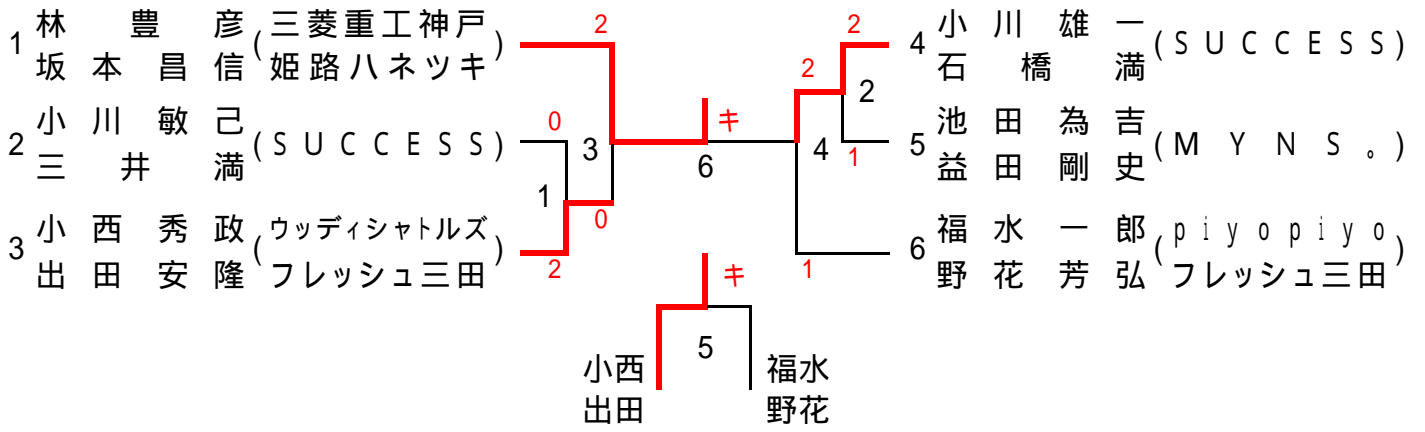 1 林 豊 彦 (三菱重工神戸)
坂 本 昌 信 (姫路ハネツキ)
2 小 川 敏 己 (SUCCESS)
三 井 満
3 小 西 秀 政 (ウッディシャトルズ)
出 田 安 隆 (フレッシュ三田)
2
0
3
1
0
2
キ
6
4 小 川 雄 一 (SUCCESS)
石 橋 満
5 池 田 為 吉 (MYNS。)
益 田 剛 史
6 福 水 一 郎 (piyopiyo)
野 花 芳 弘 (フレッシュ三田)
2
2
2
4
1
1
キ
5
小西 福水
出田 野花